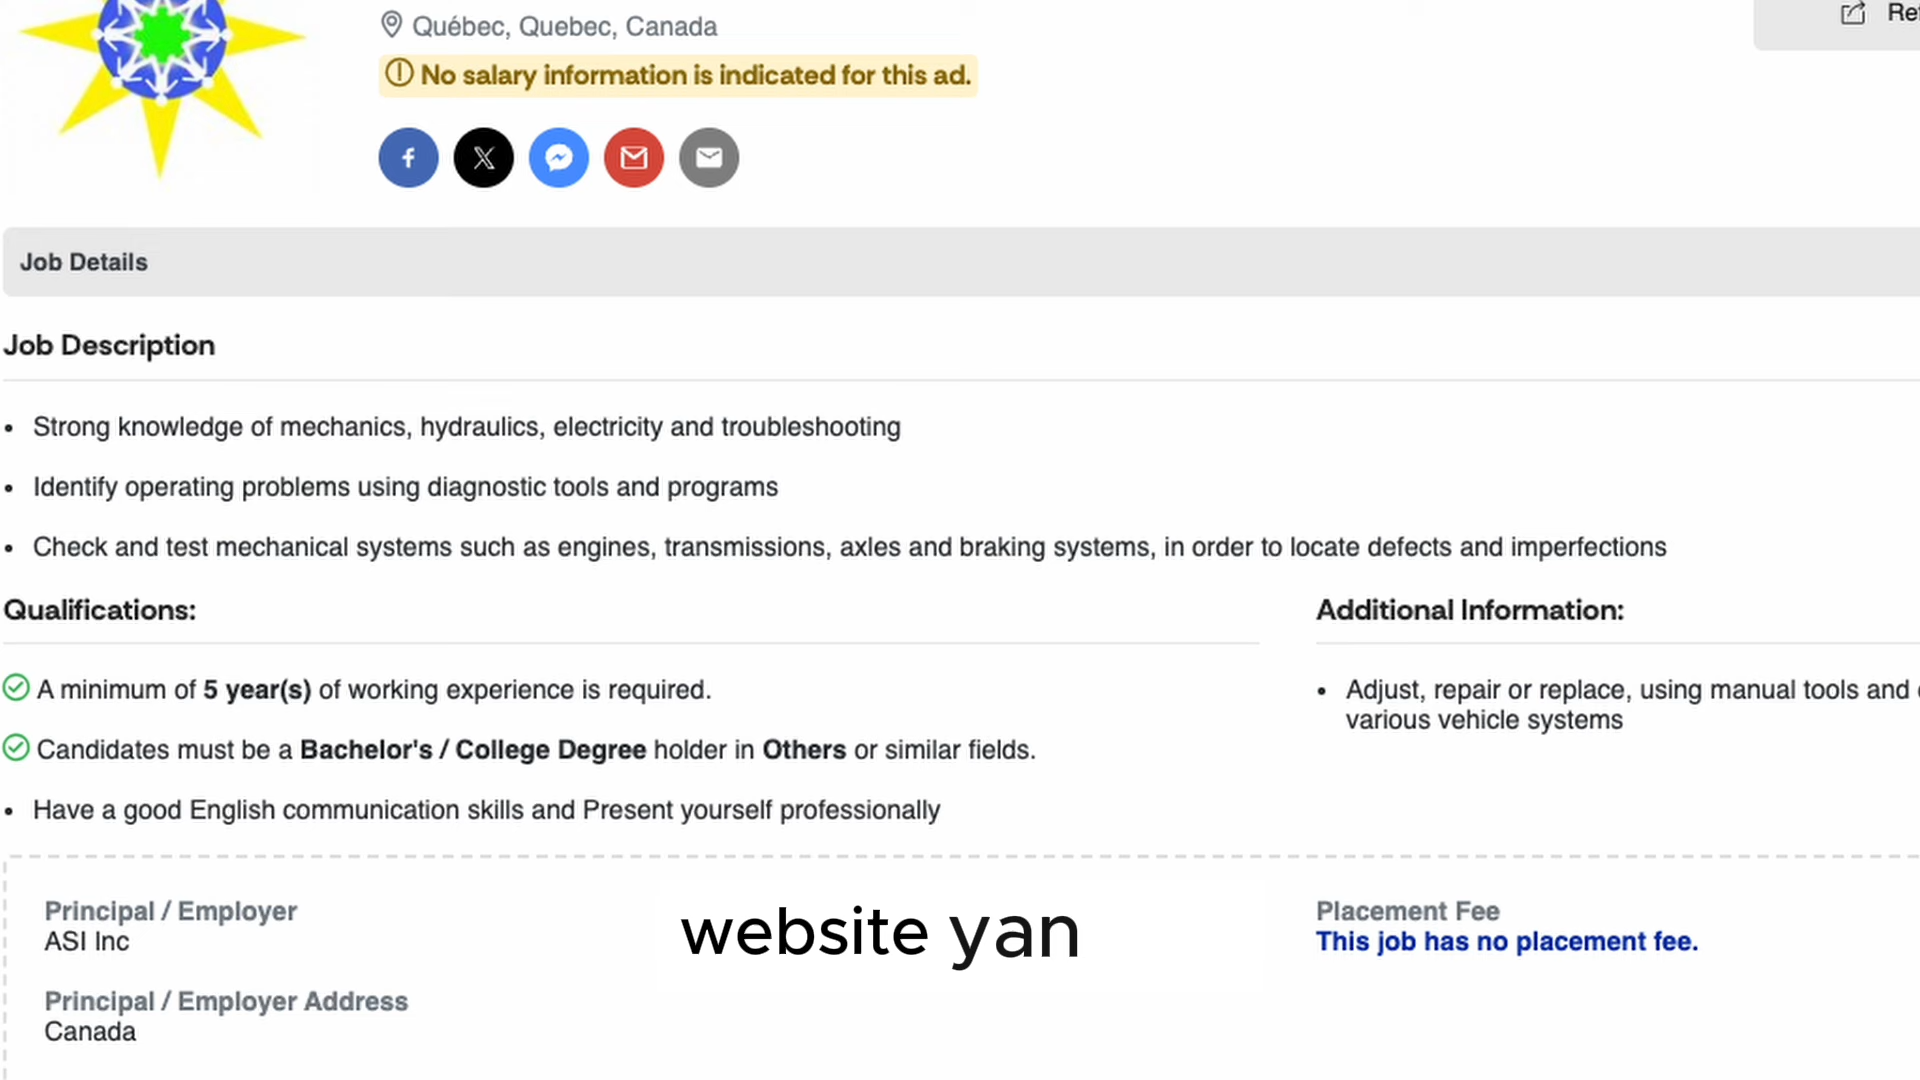 Québec, Quebec, Canada
No salary information is indicated for this ad.
Job Details
Job Description
• Strong knowledge of mechanics, hydraulics, electricity and troubleshooting
• Identify operating problems using diagnostic tools and programs
• Check and test mechanical systems such as engines, transmissions, axles and braking systems, in order to locate defects and imperfections
Qualifications:
A minimum of 5 year(s) of working experience is required.
Candidates must be a Bachelor's / College Degree holder in Others or similar fields.
• Have a good English communication skills and Present yourself professionally
Additional Information:
• Adjust, repair or replace, using manual tools and
various vehicle systems
Principal / Employer
ASI Inc
Principal / Employer Address
Canada
website yan
Placement Fee
This job has no placement fee.